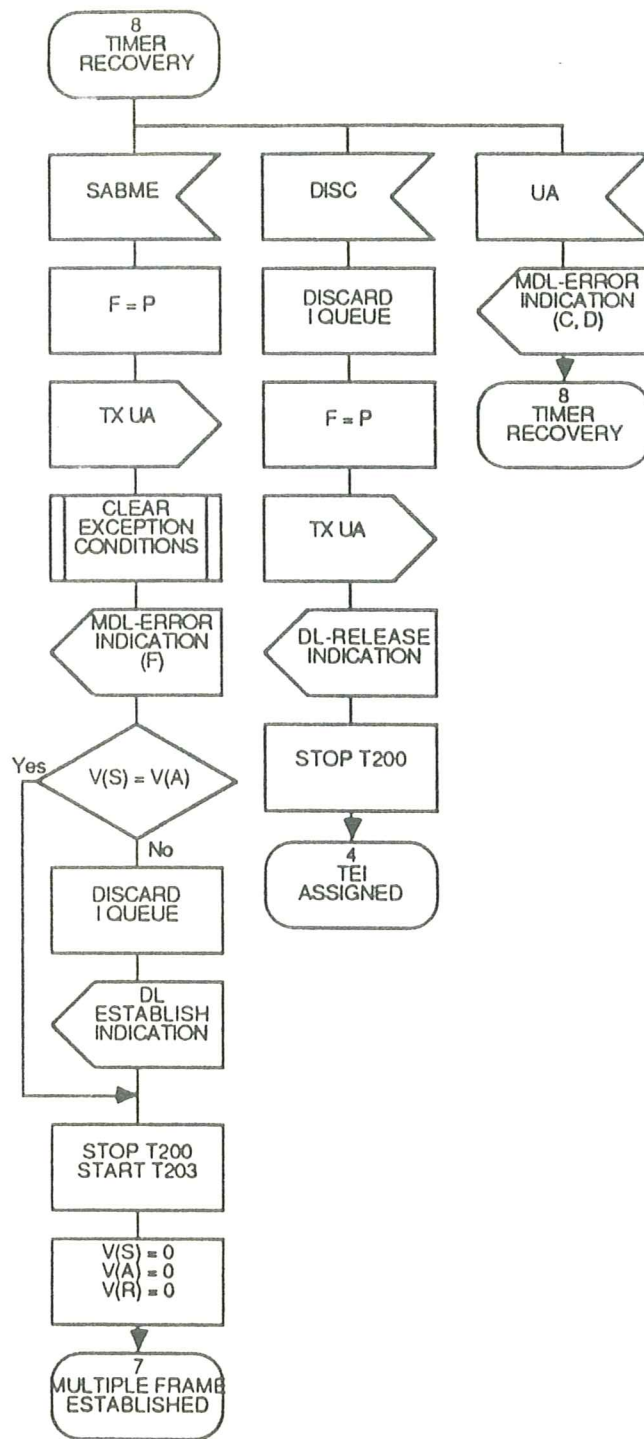 8
TIMER
RECOVERY
SABME
F = P
TX UA
CLEAR
EXCEPTION
CONDITIONS
MDL-ERROR
INDICATION
(F)
Yes
V(S) = V(A)
No
DISCARD
I QUEUE
DL
ESTABLISH
INDICATION
STOP T200
START T203
V(S) = 0
V(A) = 0
V(R) = 0
7
MULTIPLE FRAME
ESTABLISHED
DISC
DISCARD
I QUEUE
F = P
TX UA
DL-RELEASE
INDICATION
STOP T200
4
TEI
ASSIGNED
UA
MDL-ERROR
INDICATION
(C, D)
8
TIMER
RECOVERY